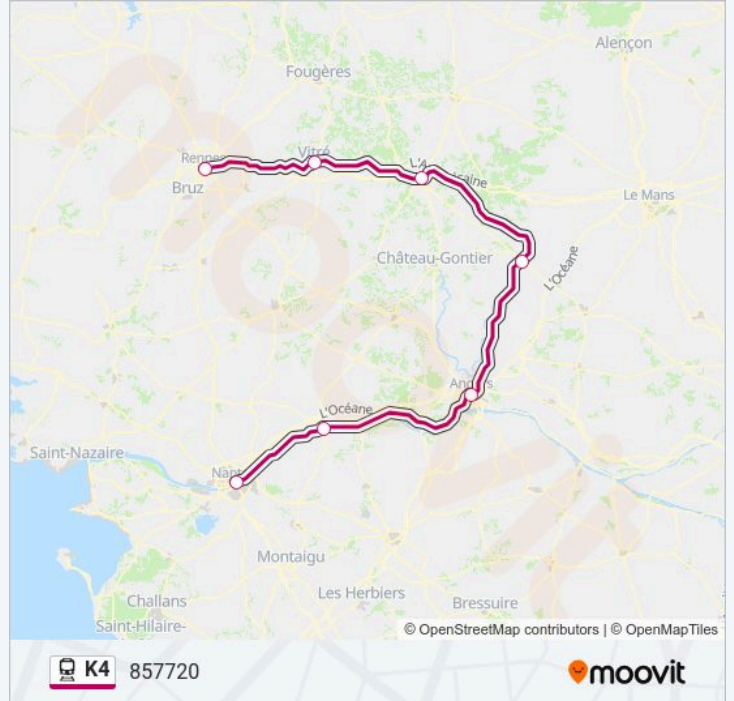 Alençon
Fougères
Vitré
Rennes
L'A
caine
Bruz
Le Mans
Château-Gontier
L'Océane
Angers
L'Océane
Saint-Nazaire
Nantes
Montaigu
Les Herbiers
Bressuire
Challans
Saint-Hilaire-
© OpenStreetMap contributors | © OpenMapTiles
K4 857720 moovit